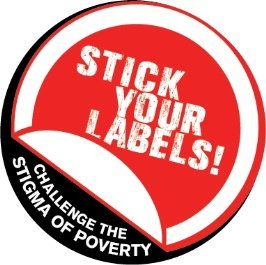 STICK
YOUR
LABELS!
CHALLENGE THE
STIGMA OF POVERTY